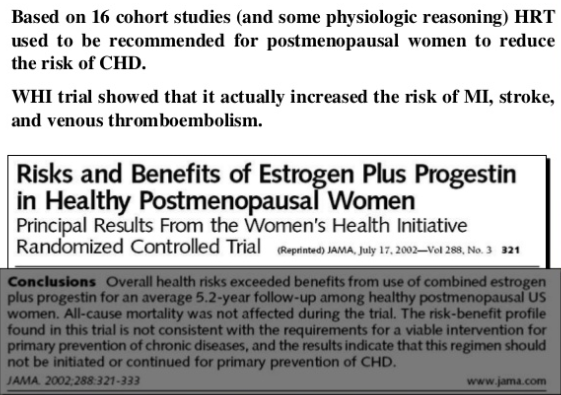 Based on 16 cohort studies (and some physiologic reasoning) HRT
used to be recommended for postmenopausal women to reduce
the risk of CHD.
WHI trial showed that it actually increased the risk of MI, stroke,
and venous thromboembolism.
Risks and Benefits of Estrogen Plus Progestin
in Healthy Postmenopausal Women
Principal Results From the Women's Health Initiative
Randomized Controlled Trial (Reprinted) JAMA, July 17, 2002—Vol 288, No. 3 321
Conclusions Overall health risks exceeded benefits from use of combined estrogen
plus progestin for an average 5.2-year follow-up among healthy postmenopausal US
women. All-cause mortality was not affected during the trial. The risk-benefit profile
found in this trial is not consistent with the requirements for a viable intervention for
primary prevention of chronic diseases, and the results indicate that this regimen should
not be initiated or continued for primary prevention of CHD.
JAMA. 2002;288:321-333 www.jama.com